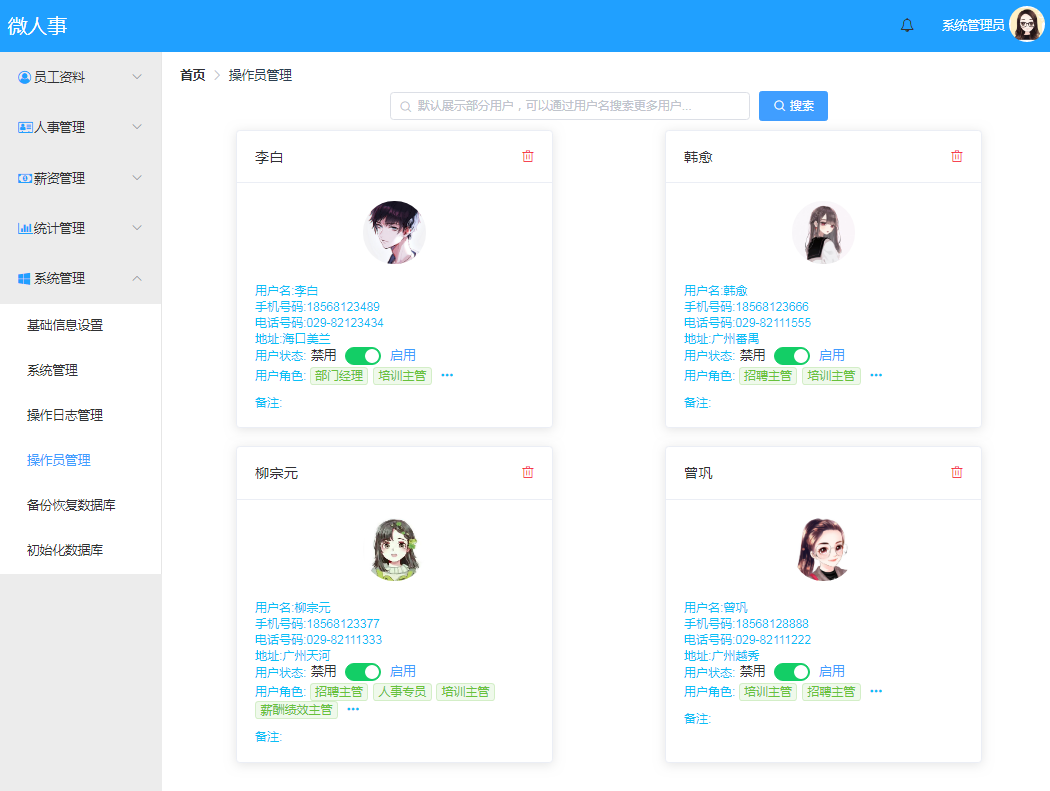 微人事
系统管理员
员工资料
人事管理
薪资管理
统计管理
系统管理
基础信息设置
系统管理
操作日志管理
操作员管理
备份恢复数据库
初始化数据库
首页 操作员管理
默认展示部分用户，可以通过用户名搜索更多用户... 搜索
李白
用户名:李白
手机号码:18568123489
电话号码:029-82123434
地址:海口美兰
用户状态: 禁用 启用
用户角色: 部门经理 培训主管 ···
备注:
韩愈
用户名:韩愈
手机号码:18568123666
电话号码:029-82111555
地址:广州番禺
用户状态: 禁用 启用
用户角色: 招聘主管 培训主管 ···
备注:
柳宗元
用户名:柳宗元
手机号码:18568123377
电话号码:029-82111333
地址:广州天河
用户状态: 禁用 启用
用户角色: 招聘主管 人事专员 培训主管
薪酬绩效主管 ···
备注:
曾巩
用户名:曾巩
手机号码:18568128888
电话号码:029-82111222
地址:广州越秀
用户状态: 禁用 启用
用户角色: 培训主管 招聘主管 ···
备注: